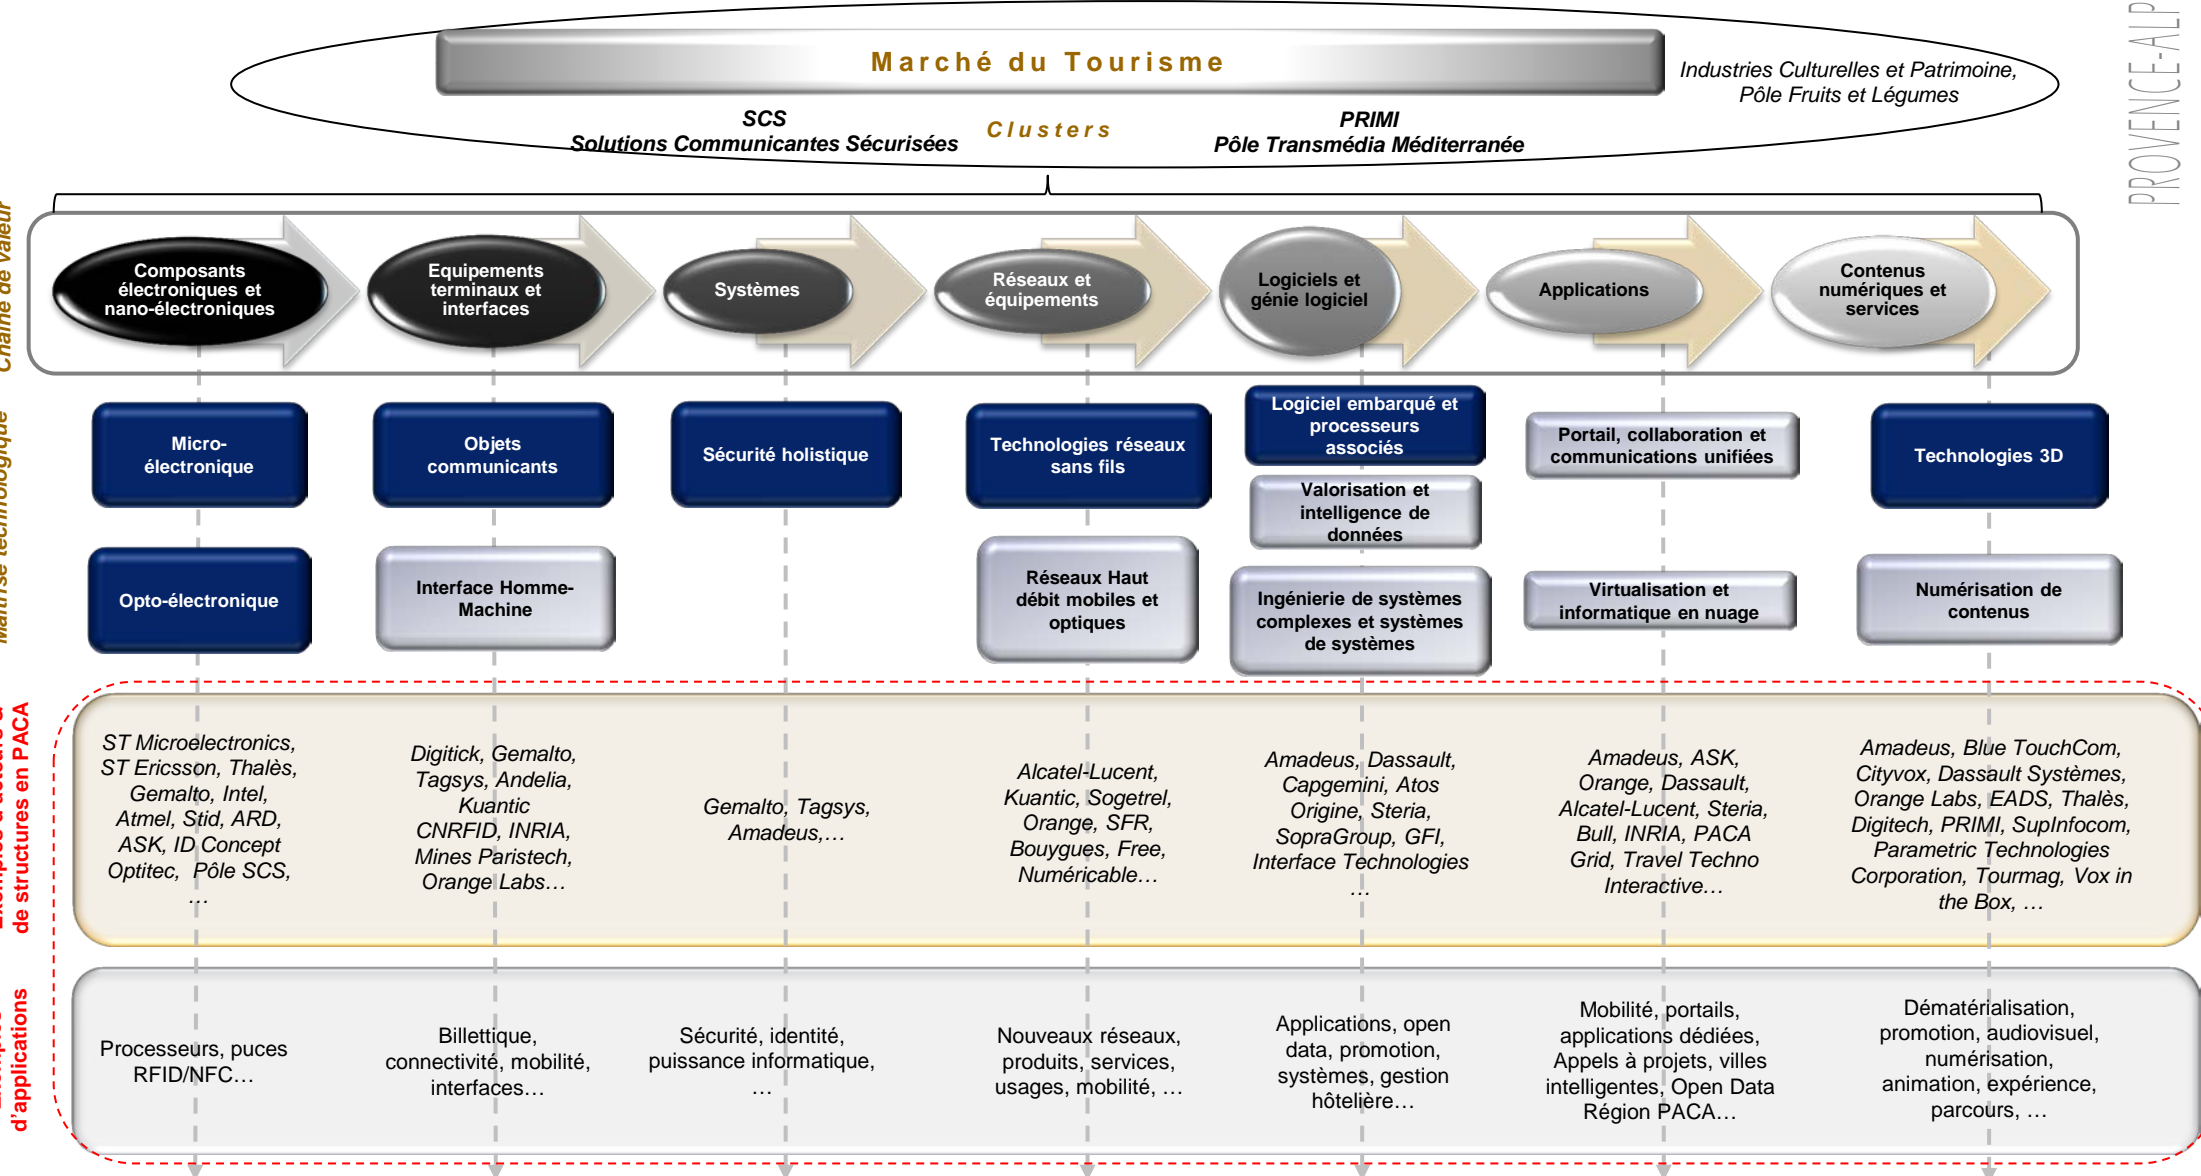 PROVENCE-ALP
Marché du Tourisme
Industries Culturelles et Patrimoine,
Pôle Fruits et Légumes
SCS
Solutions Communicantes Sécurisées
Clusters
PRIMI
Pôle Transmédia Méditerranée
Chaîne de valeur
Composants
électroniques et
nano-électroniques
Equipements
terminaux et
interfaces
Systèmes
Réseaux et
équipements
Logiciels et
génie logiciel
Applications
Contenus
numériques et
services
Maîtrise technologique
Micro-
électronique
Objets
communicants
Sécurité holistique
Technologies réseaux
sans fils
Logiciel embarqué et
processeurs
associés
Portail, collaboration et
communications unifiées
Technologies 3D
Valorisation et
intelligence de
données
Opto-électronique
Interface Homme-
Machine
Réseaux Haut
débit mobiles et
optiques
Ingénierie de systèmes
complexes et systèmes
de systèmes
Virtualisation et
informatique en nuage
Numérisation de
contenus
Exemples d'acteurs &
de structures en PACA
ST Microelectronics,
ST Ericsson, Thalès,
Gemalto, Intel,
Atmel, Stid, ARD,
ASK, ID Concept
Optitec, Pôle SCS,
…
Digitick, Gemalto,
Tagsys, Andelia,
Kuantic
CNRFID, INRIA,
Mines Paristech,
Orange Labs…
Gemalto, Tagsys,
Amadeus,…
Alcatel-Lucent,
Kuantic, Sogetrel,
Orange, SFR,
Bouygues, Free,
Numéricable…
Amadeus, Dassault,
Capgemini, Atos
Origine, Steria,
SopraGroup, GFI,
Interface Technologies
…
Amadeus, ASK,
Orange, Dassault,
Alcatel-Lucent, Steria,
Bull, INRIA, PACA
Grid, Travel Techno
Interactive…
Amadeus, Blue TouchCom,
Cityvox, Dassault Systèmes,
Orange Labs, EADS, Thalès,
Digitech, PRIMI, SupInfocom,
Parametric Technologies
Corporation, Tourmag, Vox in
the Box, …
Exemples
d'applications
Processeurs, puces
RFID/NFC…
Billettique,
connectivité, mobilité,
interfaces…
Sécurité, identité,
puissance informatique,
…
Nouveaux réseaux,
produits, services,
usages, mobilité, …
Applications, open
data, promotion,
systèmes, gestion
hôtelière…
Mobilité, portails,
applications dédiées,
Appels à projets, villes
intelligentes, Open Data
Région PACA…
Dématérialisation,
promotion, audiovisuel,
numérisation,
animation, expérience,
parcours, …